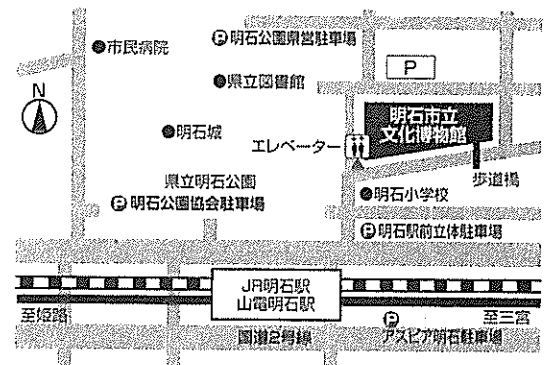 市民病院
P 明石公園県営駐車場
P
県立図書館
N
明石市立
文化博物館
明石城
エレベーター
県立明石公園
歩道橋
明石小学校
P 明石公園協会駐車場
P 明石駅前立体駐車場
JR明石駅
山電明石駅
至姫路
至三宮
P
国道2号線
アスピア明石駐車場